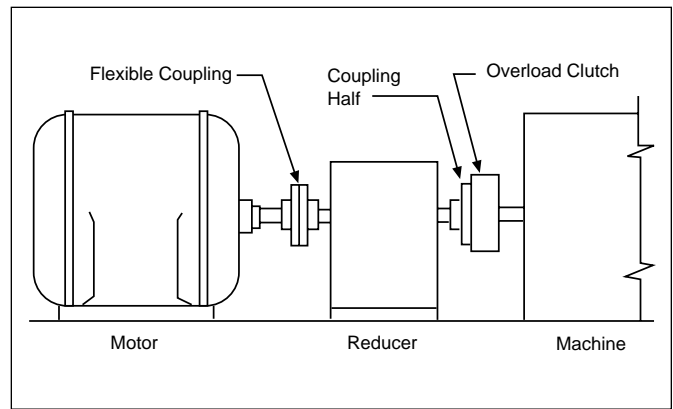 Flexible Coupling
Coupling
Half
Overload Clutch
Motor
Reducer
Machine